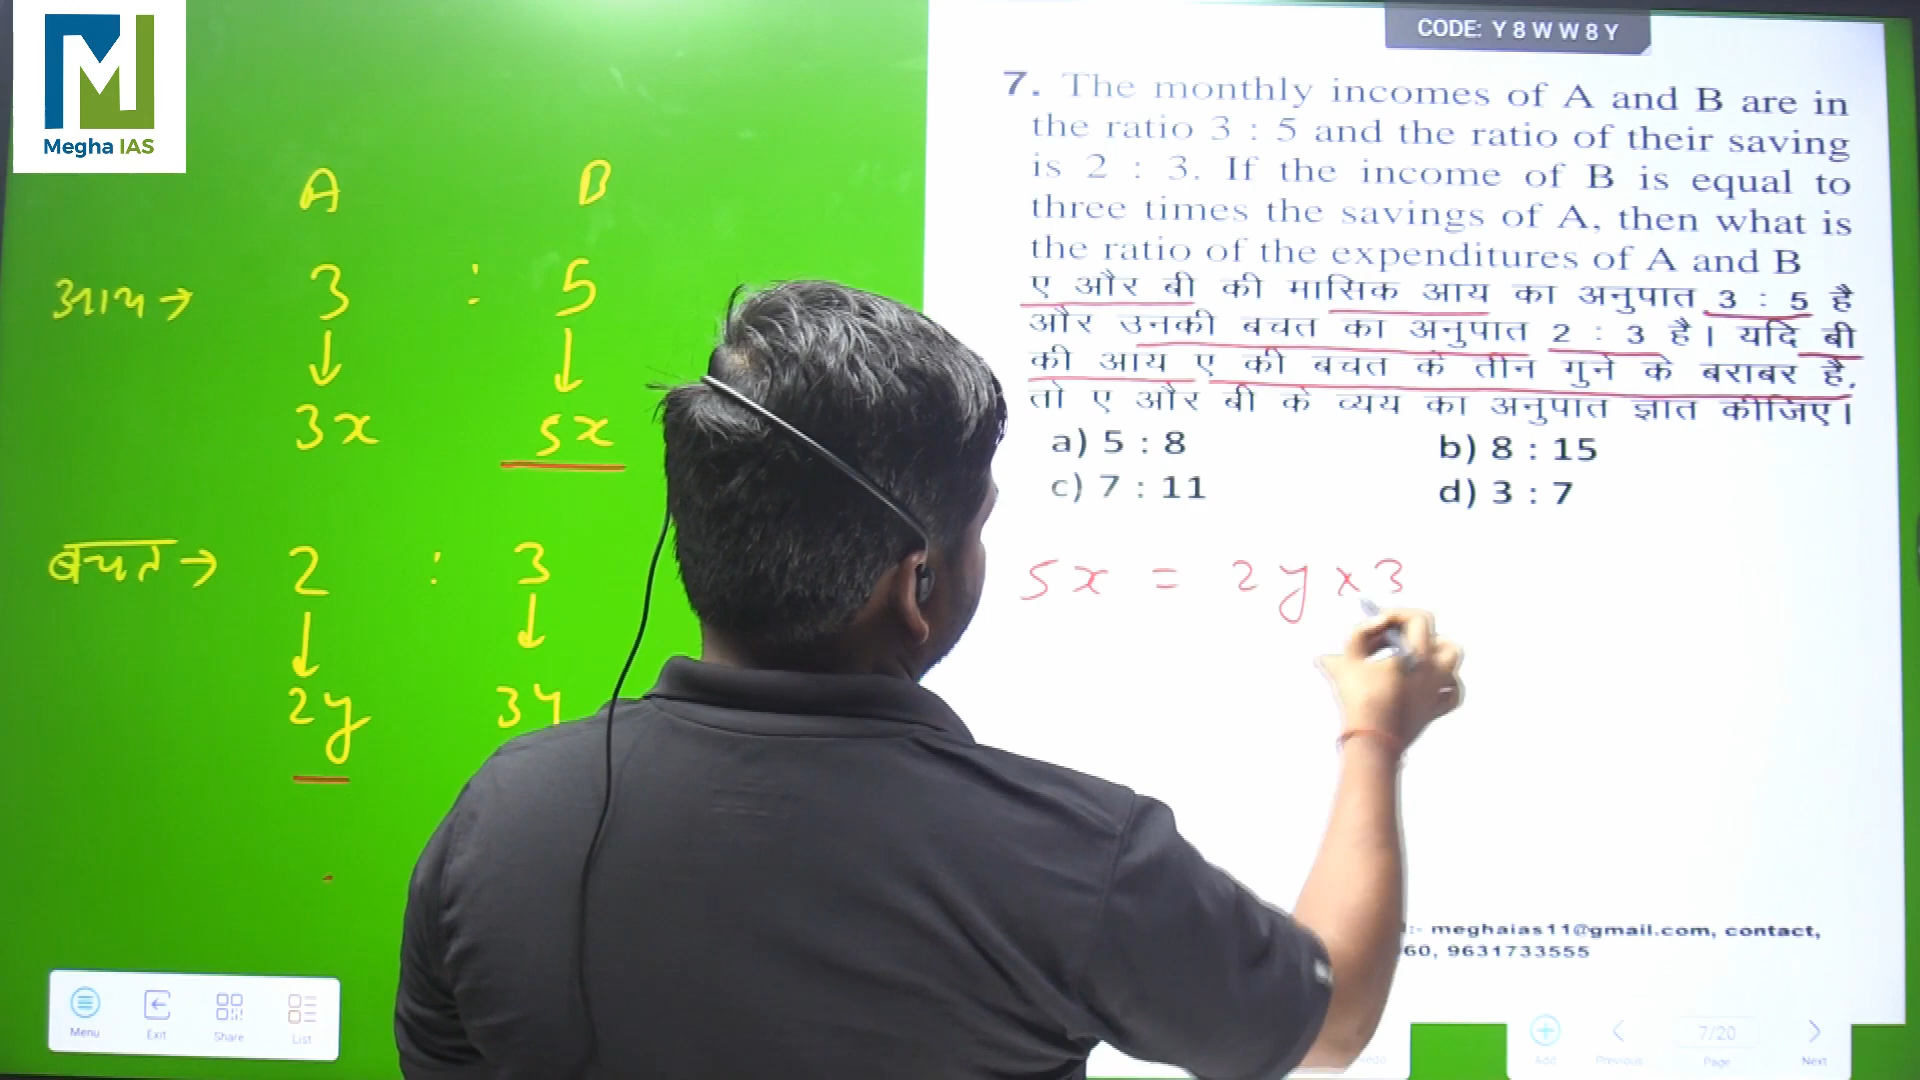 Megha IAS
A B
आय → 3 : 5
3x 5x
बचत → 2 : 3
2y 3y
CODE: Y8WW8Y
7. The monthly incomes of A and B are in
the ratio 3 : 5 and the ratio of their saving
is 2 : 3. If the income of B is equal to
three times the savings of A, then what is
the ratio of the expenditures of A and B
ए और बी की मासिक आय का अनुपात 3 : 5 है
और उनकी बचत का अनुपात 2 : 3 है। यदि बी
की आय ए की बचत के तीन गुने के बराबर है,
तो ए और बी के व्यय का अनुपात ज्ञात कीजिए।
a) 5 : 8 b) 8 : 15
c) 7 : 11 d) 3 : 7
5x = 2y × 3
:- meghaias11@gmail.com, contact,
60, 9631733555
Menu Exit Share List
Add Previous 7/20 Page Next